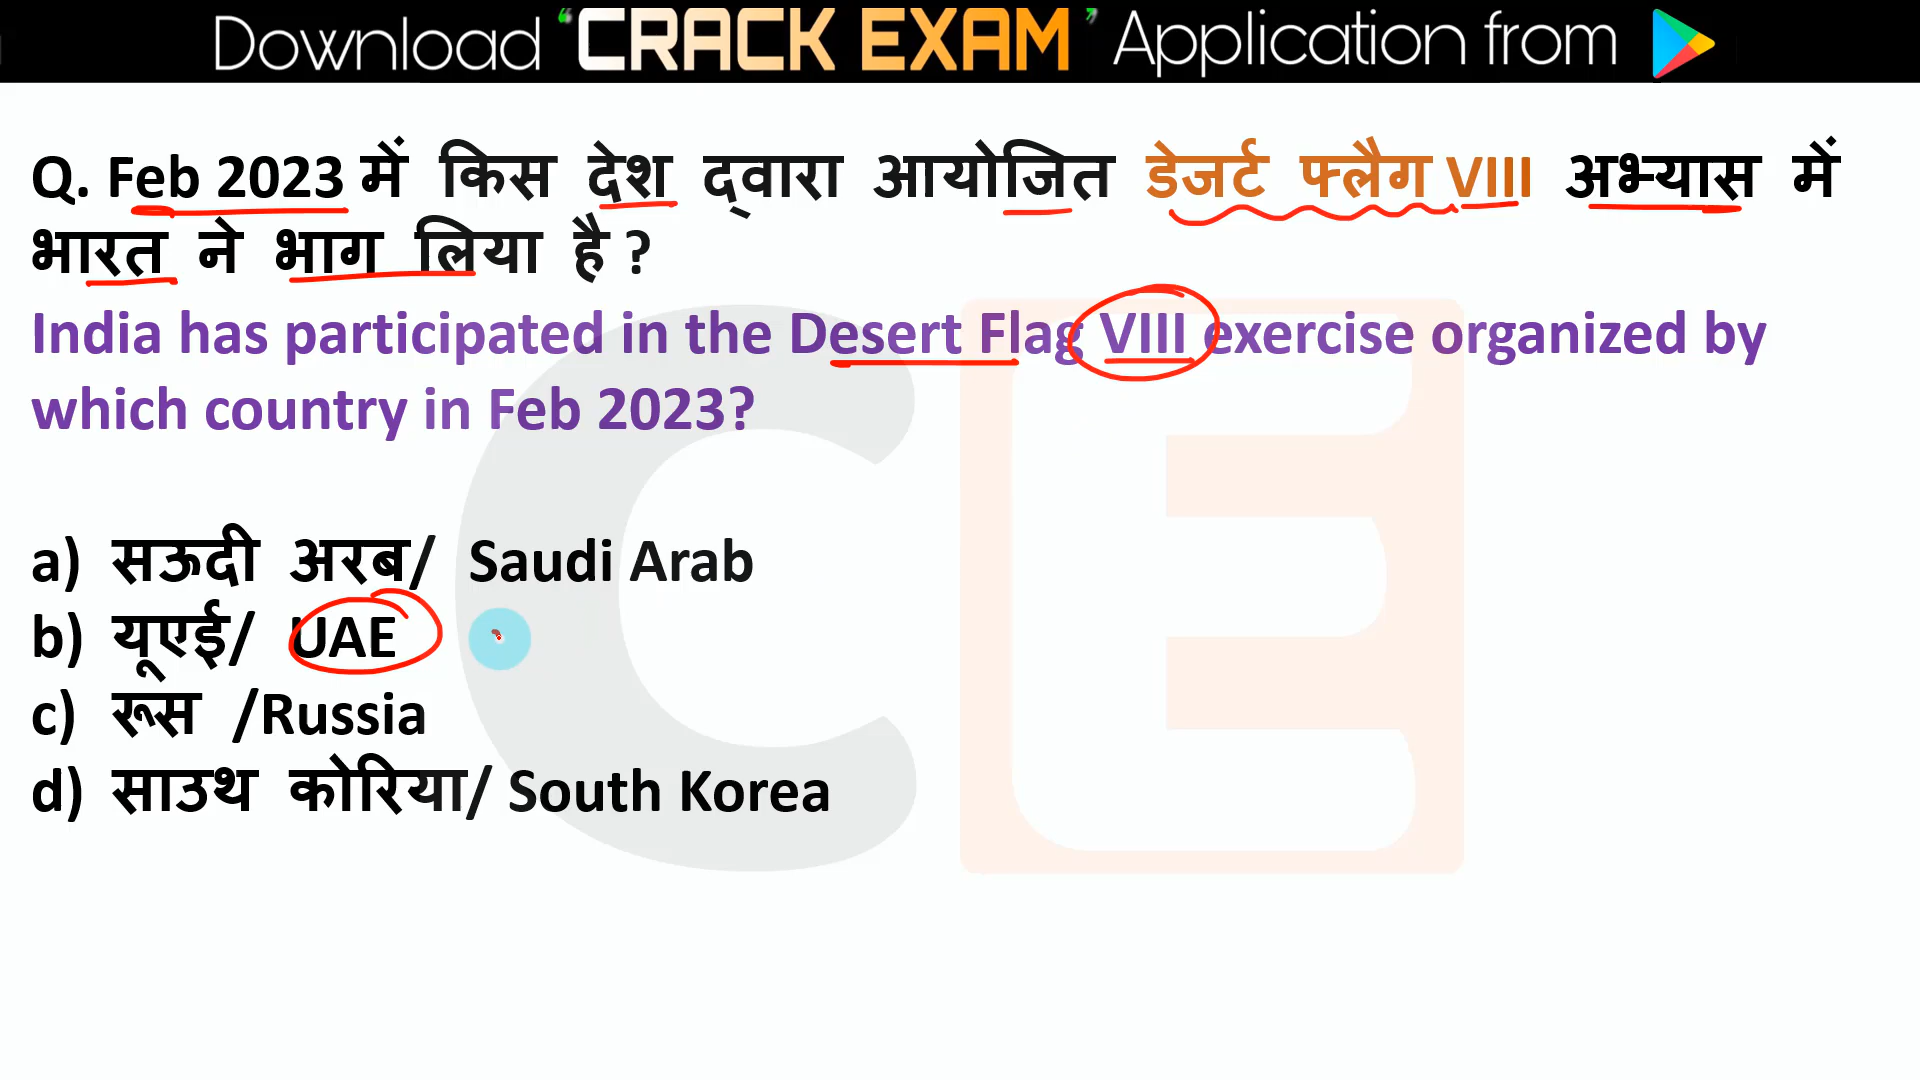 Download ‘CRACK EXAM’ Application from
Q. Feb 2023 में किस देश द्वारा आयोजित डेजर्ट फ्लैग VIII अभ्यास में
भारत ने भाग लिया है ?
India has participated in the Desert Flag VIII exercise organized by
which country in Feb 2023?
a) सऊदी अरब/ Saudi Arab
b) यूएई/ UAE
c) रूस /Russia
d) साउथ कोरिया/ South Korea
CE